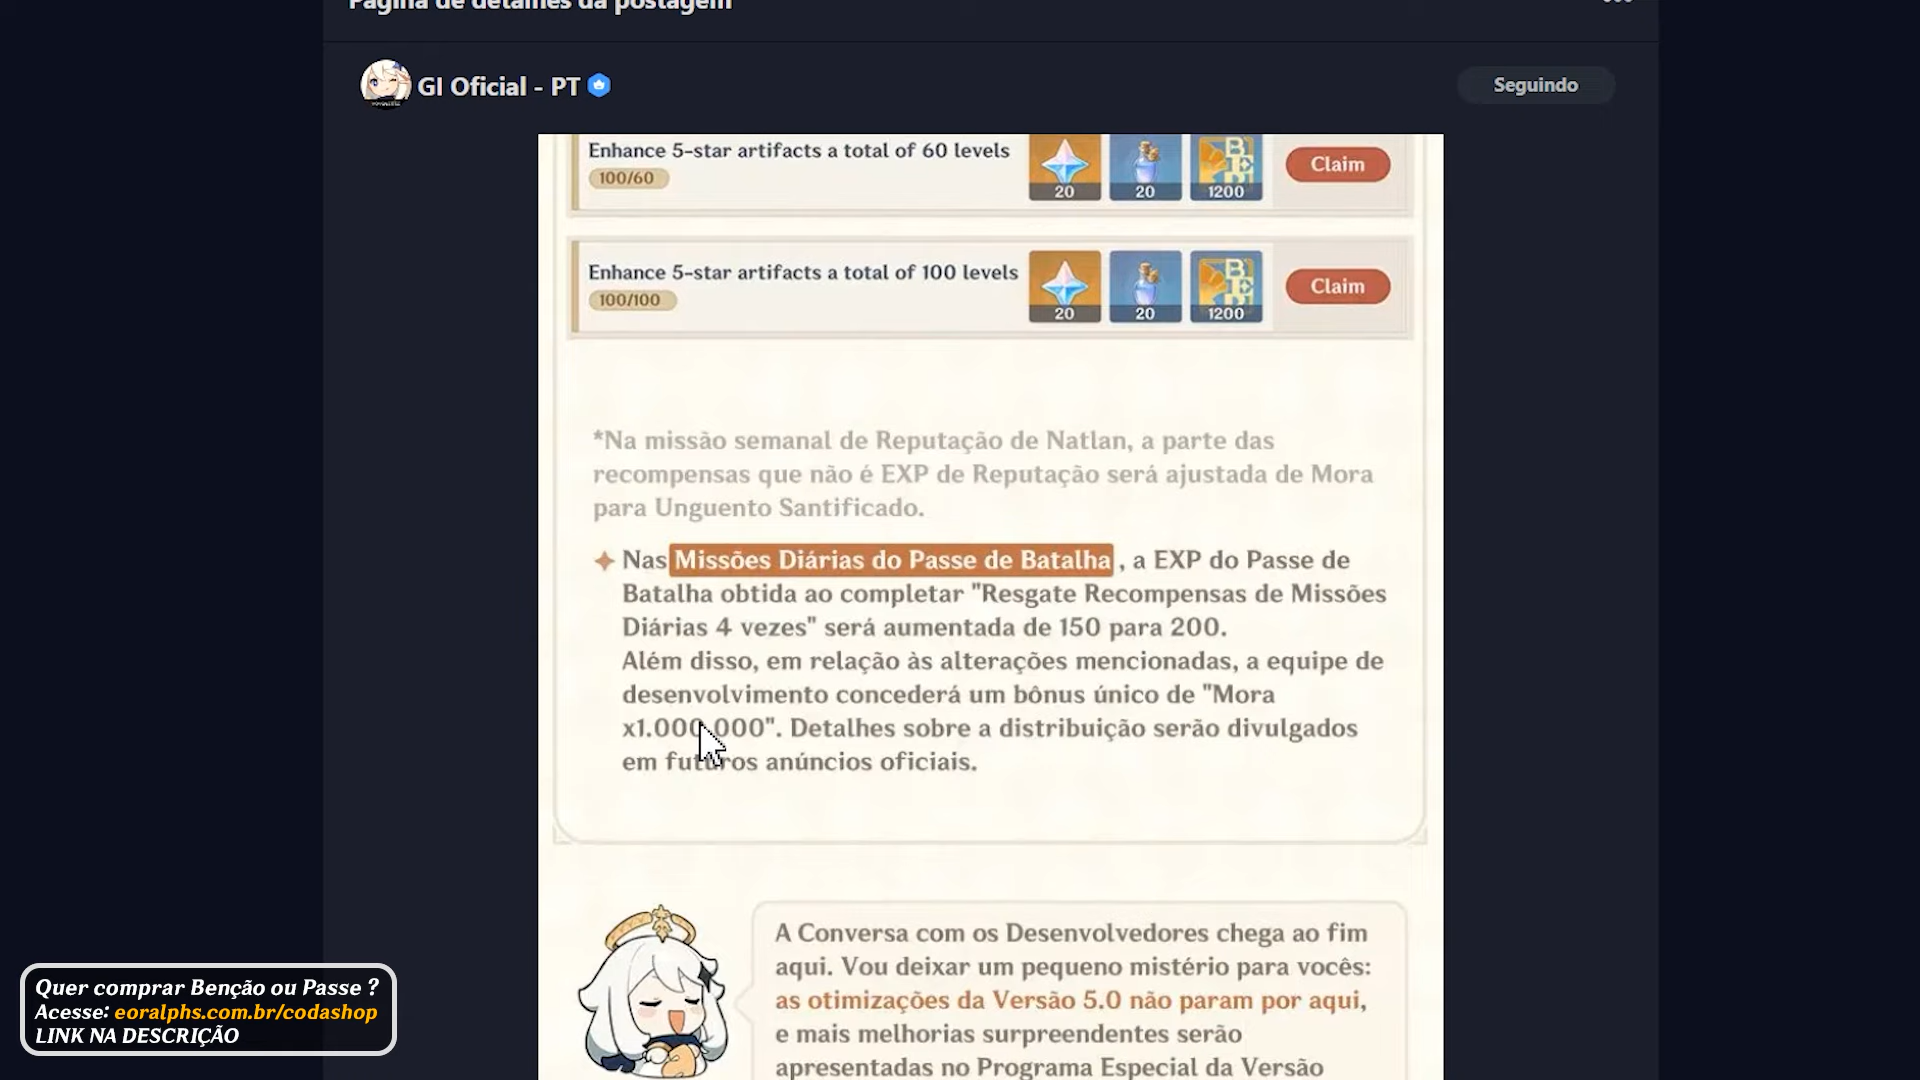 Página de detalhes da postagem
GI Oficial - PT
Seguindo
Enhance 5-star artifacts a total of 60 levels
100/60
20
20
1200
Claim
Enhance 5-star artifacts a total of 100 levels
100/100
20
20
1200
Claim
*Na missão semanal de Reputação de Natlan, a parte das
recompensas que não é EXP de Reputação será ajustada de Mora
para Unguento Santificado.
Nas Missões Diárias do Passe de Batalha , a EXP do Passe de
Batalha obtida ao completar "Resgate Recompensas de Missões
Diárias 4 vezes" será aumentada de 150 para 200.
Além disso, em relação às alterações mencionadas, a equipe de
desenvolvimento concederá um bônus único de "Mora
x1.000.000". Detalhes sobre a distribuição serão divulgados
em futuros anúncios oficiais.
A Conversa com os Desenvolvedores chega ao fim
aqui. Vou deixar um pequeno mistério para vocês:
as otimizações da Versão 5.0 não param por aqui,
e mais melhorias surpreendentes serão
apresentadas no Programa Especial da Versão
Quer comprar Benção ou Passe ?
Acesse: eoralphs.com.br/codashop
LINK NA DESCRIÇÃO